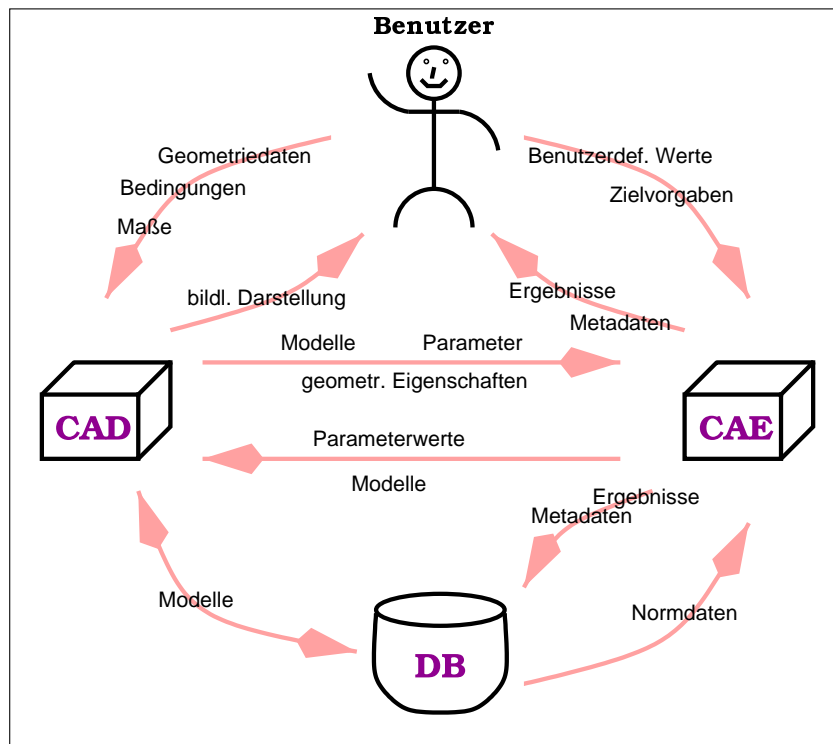 Benutzer
Geometriedaten
Benutzerdef. Werte
Bedingungen
Zielvorgaben
Maße
bildl. Darstellung
Ergebnisse
Metadaten
Modelle Parameter
geometr. Eigenschaften
CAD
CAE
Parameterwerte
Modelle
Ergebnisse
Metadaten
Modelle
Normdaten
DB